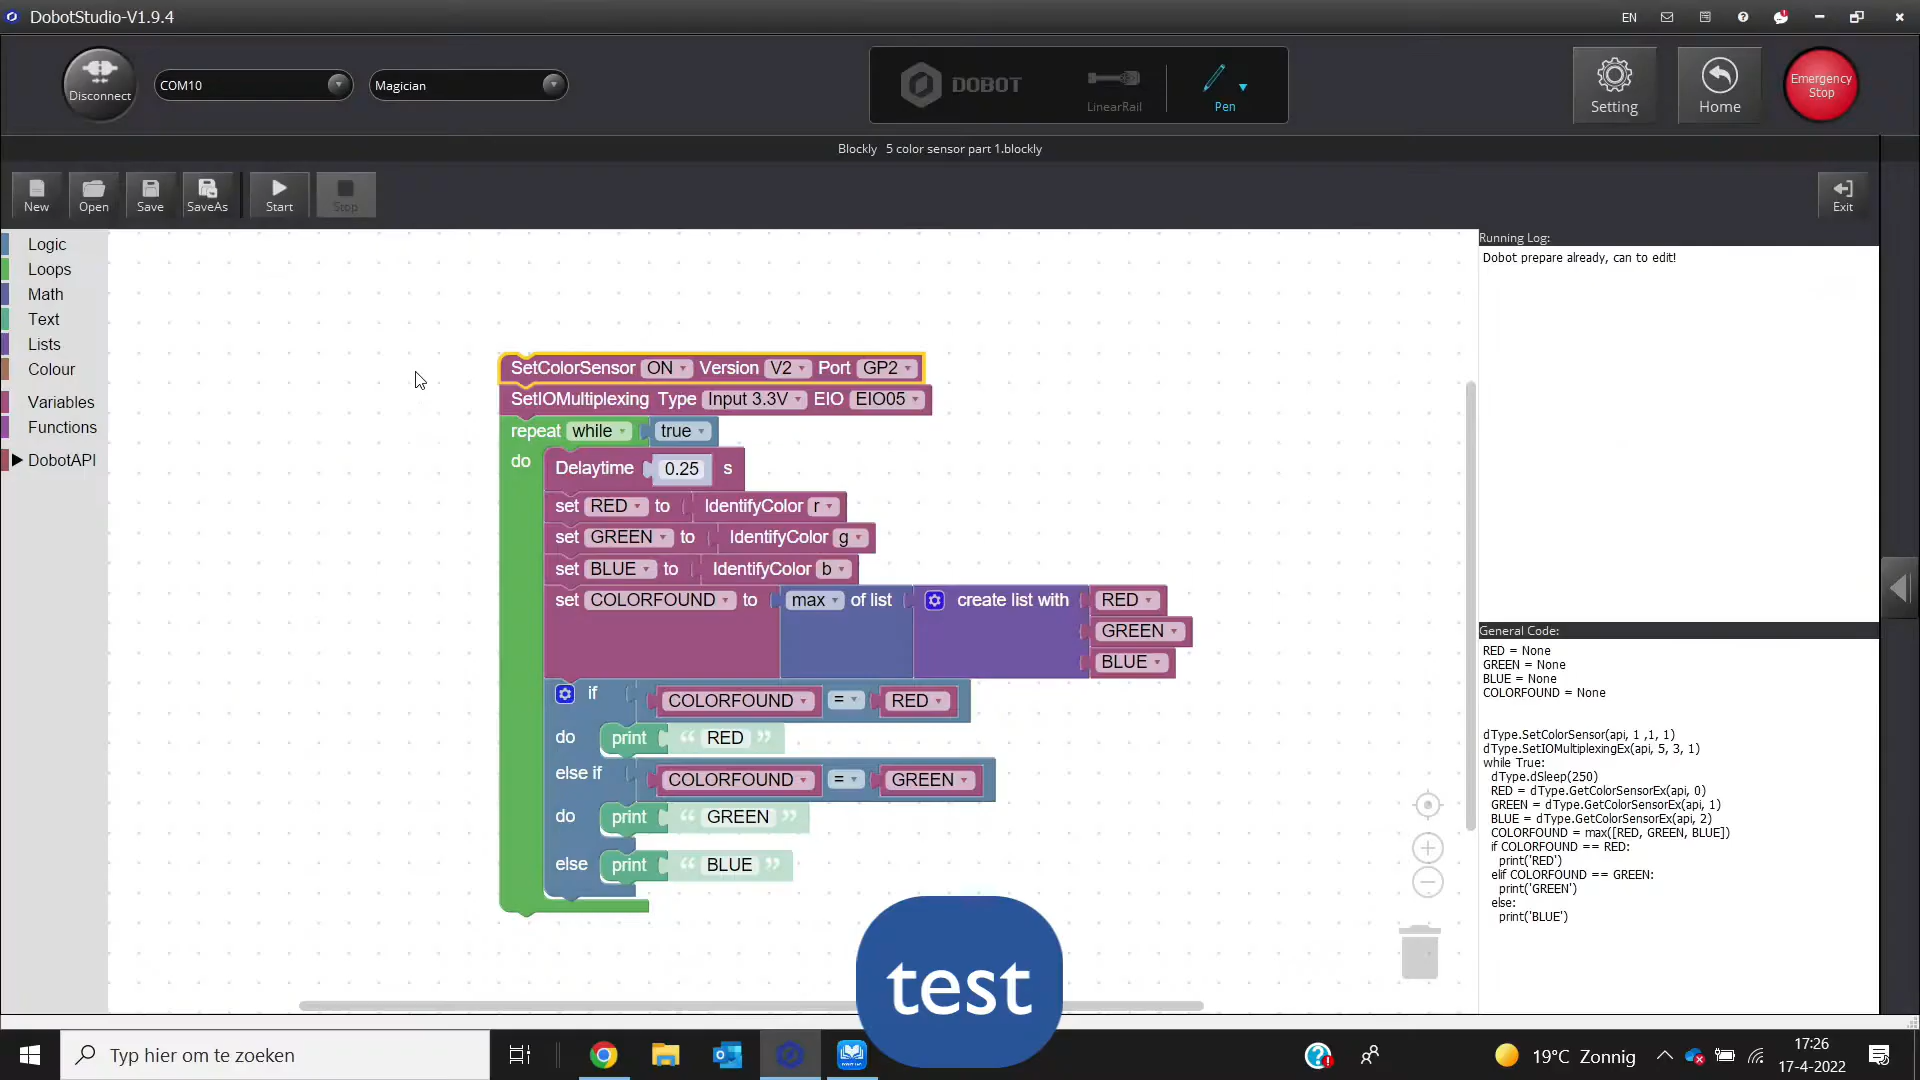 DobotStudio-V1.9.4
EN
Disconnect
COM10
Magician
DOBOT
LinearRail
Pen
Setting
Home
Emergency
Stop
Blockly 5 color sensor part 1.blockly
New
Open
Save
SaveAs
Start
Stop
Exit
Logic
Loops
Math
Text
Lists
Colour
Variables
Functions
DobotAPI
SetColorSensor ON Version V2 Port GP2
SetIOMultiplexing Type Input 3.3V EIO EIO05
repeat while true
do Delaytime 0.25 s
set RED to IdentifyColor r
set GREEN to IdentifyColor g
set BLUE to IdentifyColor b
set COLORFOUND to max of list create list with RED
GREEN
BLUE
if COLORFOUND = RED
do print “ RED ”
else if COLORFOUND = GREEN
do print “ GREEN ”
else print “ BLUE ”
Running Log:
Dobot prepare already, can to edit!
General Code:
RED = None
GREEN = None
BLUE = None
COLORFOUND = None
dType.SetColorSensor(api, 1 ,1, 1)
dType.SetIOMultiplexingEx(api, 5, 3, 1)
while True:
dType.dSleep(250)
RED = dType.GetColorSensorEx(api, 0)
GREEN = dType.GetColorSensorEx(api, 1)
BLUE = dType.GetColorSensorEx(api, 2)
COLORFOUND = max([RED, GREEN, BLUE])
if COLORFOUND == RED:
print('RED')
elif COLORFOUND == GREEN:
print('GREEN')
else:
print('BLUE')
test
Typ hier om te zoeken
19°C Zonnig
17:26
17-4-2022